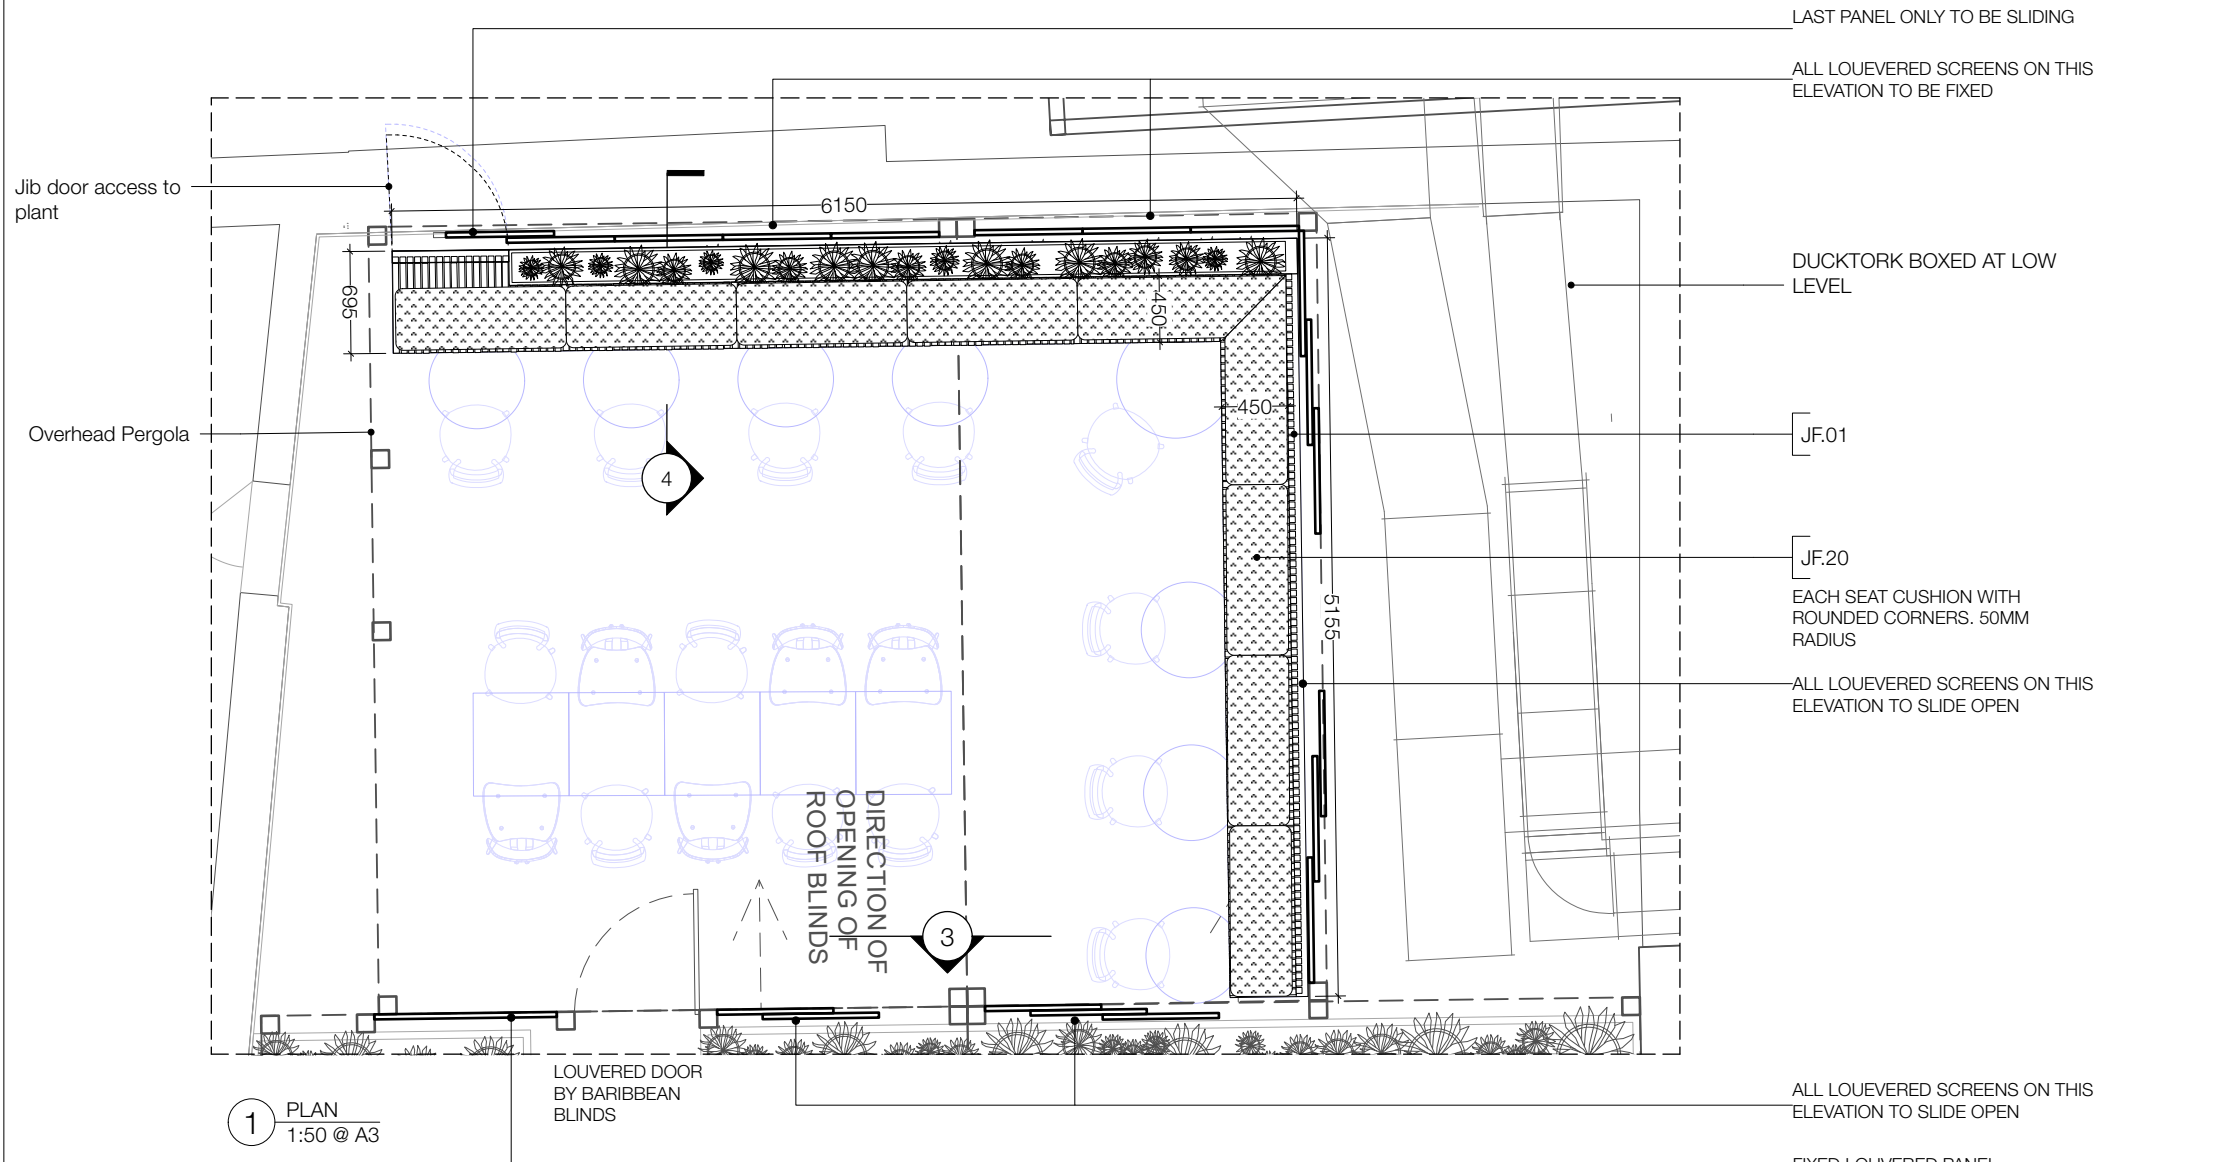 LAST PANEL ONLY TO BE SLIDING
ALL LOUEVERED SCREENS ON THIS
ELEVATION TO BE FIXED
Jib door access to
plant
6150
DUCKTORK BOXED AT LOW
LEVEL
695
450
450
Overhead Pergola
JF.01
4
JF.20
EACH SEAT CUSHION WITH
ROUNDED CORNERS. 50MM
RADIUS
5155
ALL LOUEVERED SCREENS ON THIS
ELEVATION TO SLIDE OPEN
DIRECTION OF
OPENING OF
ROOF BLINDS
3
LOUVERED DOOR
BY BARIBBEAN
BLINDS
ALL LOUEVERED SCREENS ON THIS
ELEVATION TO SLIDE OPEN
1
PLAN
1:50 @ A3
FIXED LOUVERED PANEL